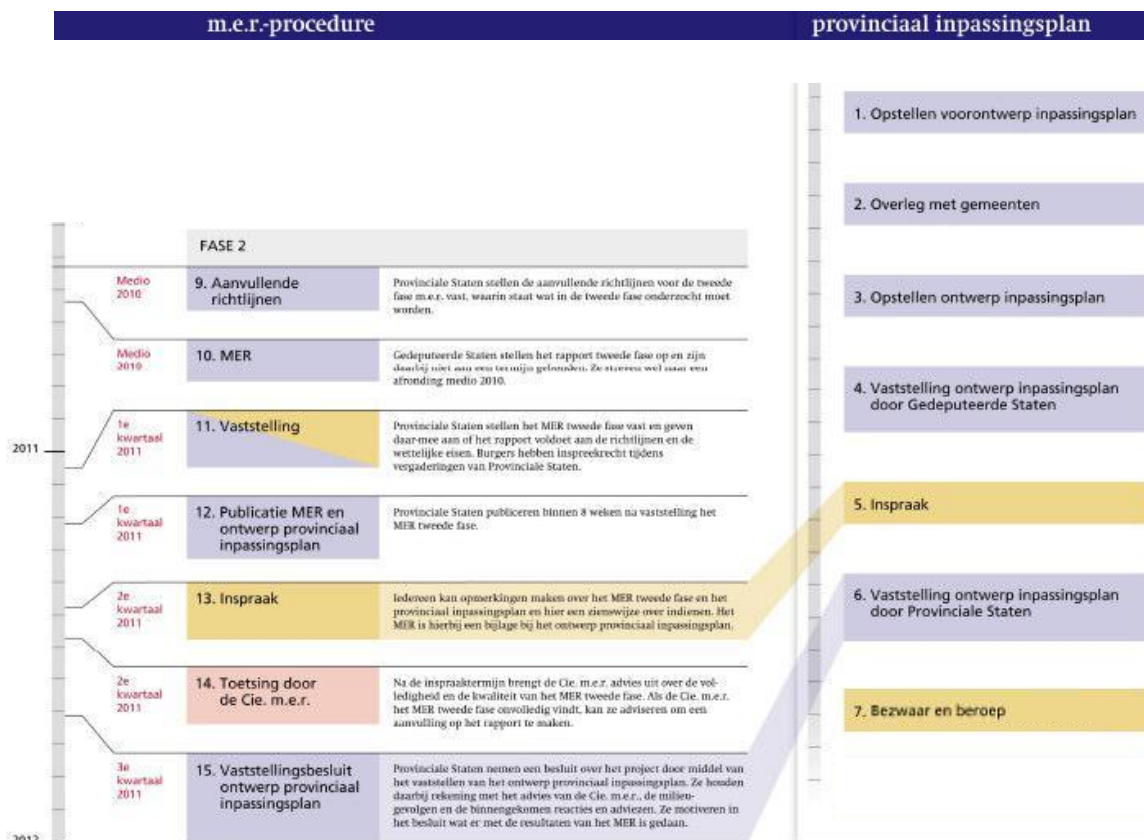 m.e.r.-procedure
provinciaal inpassingsplan
FASE 2
Medio
2010
9. Aanvullende
richtlijnen
Provinciale Staten stellen de aanvullende richtlijnen voor de tweede
fase m.e.r. vast, waarin staat wat in de tweede fase onderzocht moet
worden.
Medio
2010
10. MER
Gedeputeerde Staten stellen het rapport tweede fase op en zijn
daarbij niet aan een termijn gebonden. Ze streven wel naar een
afronding medio 2010.
2011
1e
kwartaal
2011
11. Vaststelling
Provinciale Staten stellen het MER tweede fase vast en geven
daar-mee aan of het rapport voldoet aan de richtlijnen en de
wettelijke eisen. Burgers hebben inspreekrecht tijdens
vergaderingen van Provinciale Staten.
1e
kwartaal
2011
12. Publicatie MER en
ontwerp provinciaal
inpassingsplan
Provinciale Staten publiceren binnen 8 weken na vaststelling het
MER tweede fase.
2e
kwartaal
2011
13. Inspraak
Iedereen kan opmerkingen maken over het MER tweede fase en het
provinciaal inpassingsplan en hier een zienswijze over indienen. Het
MER is hierbij een bijlage bij het ontwerp provinciaal inpassingsplan.
2e
kwartaal
2011
14. Toetsing door
de Cie. m.e.r.
Na de inspraaktermijn brengt de Cie. m.e.r. advies uit over de vol-
ledigheid en de kwaliteit van het MER tweede fase. Als de Cie. m.e.r.
het MER tweede fase onvolledig vindt, kan ze adviseren om een
aanvulling op het rapport te maken.
3e
kwartaal
2011
15. Vaststellingsbesluit
ontwerp provinciaal
inpassingsplan
Provinciale Staten nemen een besluit over het project door middel van
het vaststellen van het ontwerp provinciaal inpassingsplan. Ze houden
daarbij rekening met het advies van de Cie. m.e.r., de milieu-
gevolgen en de binnengekomen reacties en adviezen. Ze motiveren in
het besluit wat er met de resultaten van het MER is gedaan.
2012
1. Opstellen voorontwerp inpassingsplan
2. Overleg met gemeenten
3. Opstellen ontwerp inpassingsplan
4. Vaststelling ontwerp inpassingsplan
door Gedeputeerde Staten
5. Inspraak
6. Vaststelling ontwerp inpassingsplan
door Provinciale Staten
7. Bezwaar en beroep